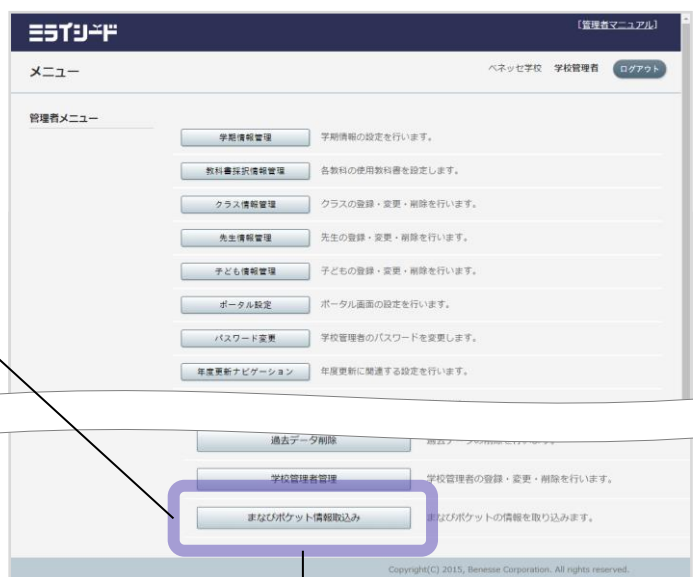 ミライシード
[管理者マニュアル]
メニュー
ベネッセ学校 学校管理者 ログアウト
管理者メニュー
学期情報管理 学期情報の設定を行います。
教科書採択情報管理 各教科の使用教科書を設定します。
クラス情報管理 クラスの登録・変更・削除を行います。
先生情報管理 先生の登録・変更・削除を行います。
子ども情報管理 子どもの登録・変更・削除を行います。
ポータル設定 ポータル画面の設定を行います。
パスワード変更 学校管理者のパスワードを変更します。
年度更新ナビゲーション 年度更新に関連する設定を行います。
過去データ削除
学校管理者管理 学校管理者の登録・変更・削除を行います。
まなびポケット情報取込み まなびポケットの情報を取り込みます。
Copyright(C) 2015, Benesse Corporation. All rights reserved.